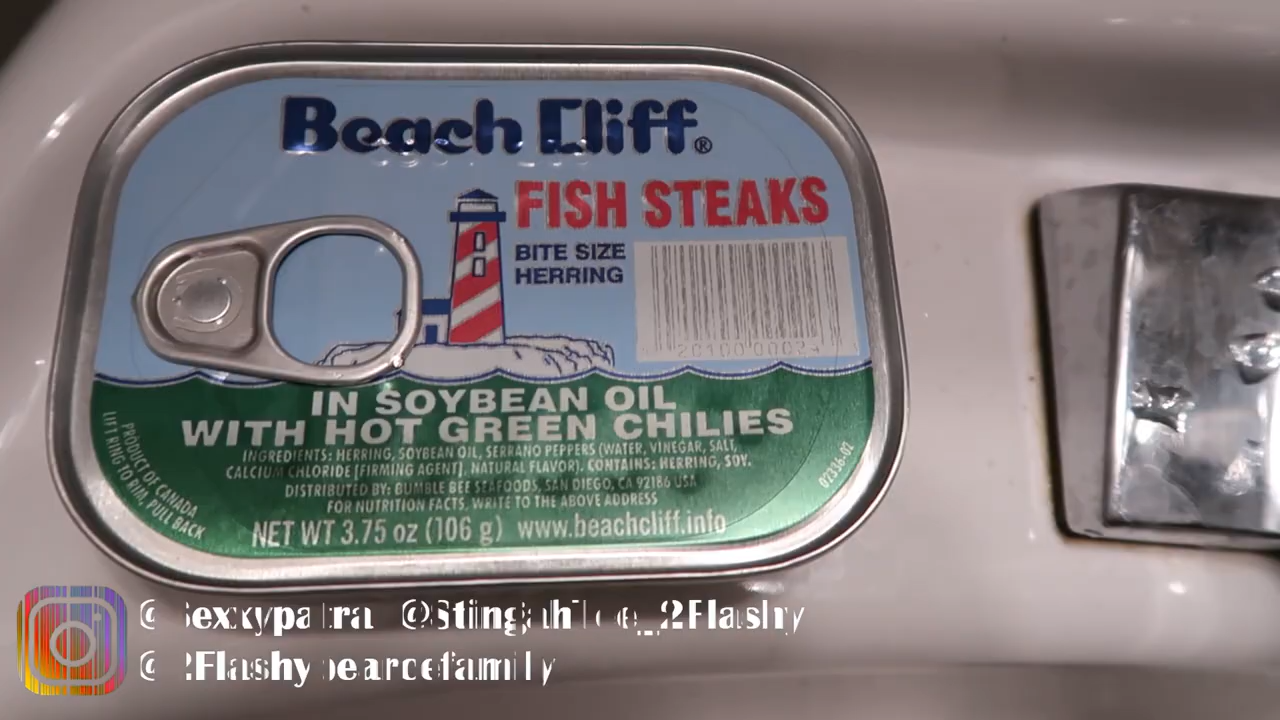 Beach Cliff®
FISH STEAKS
BITE SIZE
HERRING
IN SOYBEAN OIL
WITH HOT GREEN CHILIES
INGREDIENTS: HERRING, SOYBEAN OIL, SERRANO PEPPERS (WATER, VINEGAR, SALT,
CALCIUM CHLORIDE [FIRMING AGENT], NATURAL FLAVOR). CONTAINS: HERRING, SOY.
DISTRIBUTED BY: BUMBLE BEE SEAFOODS, SAN DIEGO, CA 92186 USA
FOR NUTRITION FACTS, WRITE TO THE ABOVE ADDRESS
NET WT 3.75 oz (106 g) www.beachcliff.info
PRODUCT OF CANADA
LIFT RING TO RIM, PULL BACK
02336-02